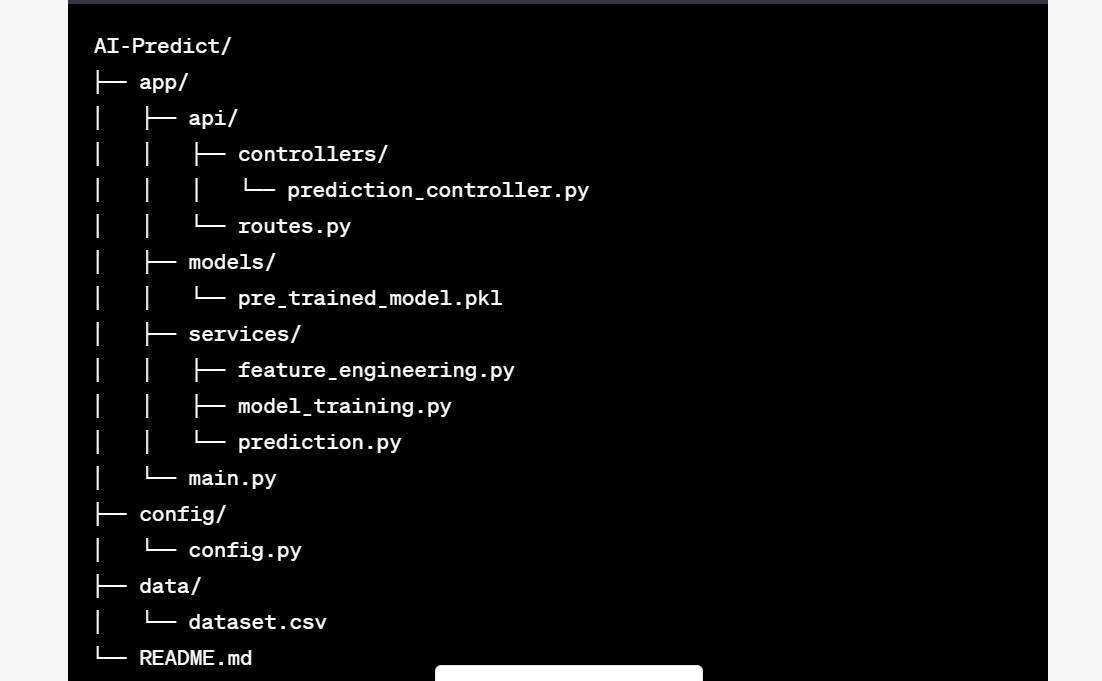 AI-Predict/
├── app/
│   ├── api/
│   │   ├── controllers/
│   │   │   └── prediction_controller.py
│   │   └── routes.py
│   ├── models/
│   │   └── pre_trained_model.pkl
│   ├── services/
│   │   ├── feature_engineering.py
│   │   ├── model_training.py
│   │   └── prediction.py
│   └── main.py
├── config/
│   └── config.py
├── data/
│   └── dataset.csv
└── README.md